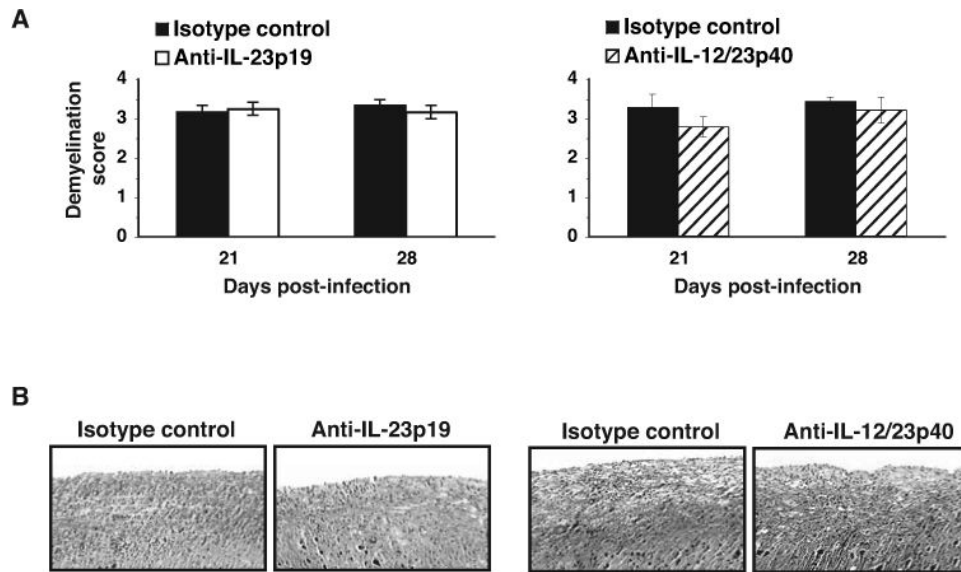 A
Isotype control
Anti-IL-23p19
Demyelination
score
4
3
2
1
0
21
28
Days post-infection
Isotype control
Anti-IL-12/23p40
4
3
2
1
0
21
28
Days post-infection
B
Isotype control
Anti-IL-23p19
Isotype control
Anti-IL-12/23p40